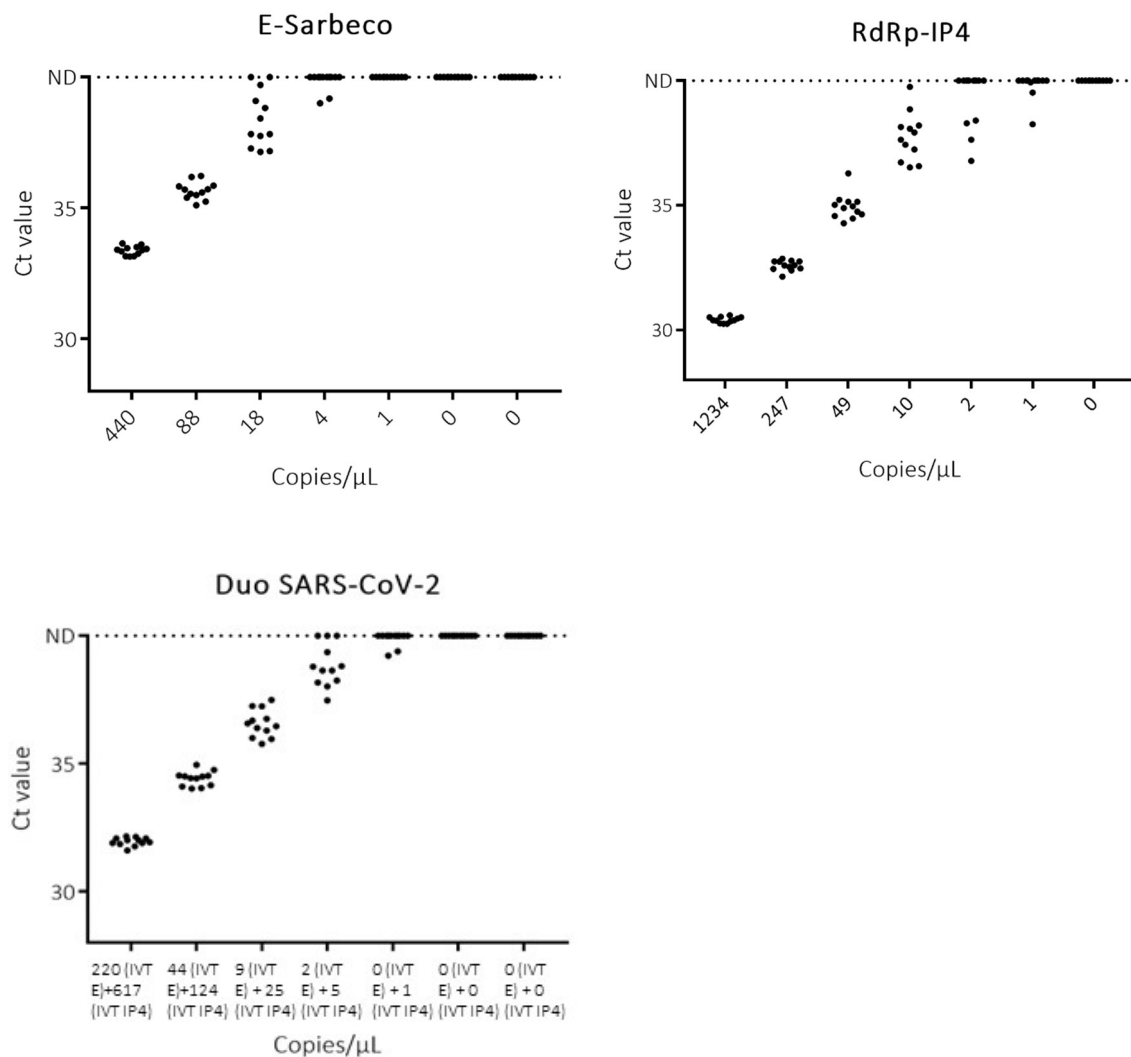 E-Sarbeco
ND
35
30
Ct value
440
88
18
4
1
0
0
Copies/μL
RdRp-IP4
ND
35
30
Ct value
1234
247
49
10
2
1
0
Copies/μL
Duo SARS-CoV-2
ND
35
30
Ct value
220 (IVT
E)+617
(IVT IP4)
44 (IVT
E)+124
(IVT IP4)
9 (IVT
E) + 25
(IVT IP4)
2 (IVT
E) + 5
(IVT IP4)
0 (IVT
E) + 1
(IVT IP4)
0 (IVT
E) + 0
(IVT IP4)
0 (IVT
E) + 0
(IVT IP4)
Copies/μL